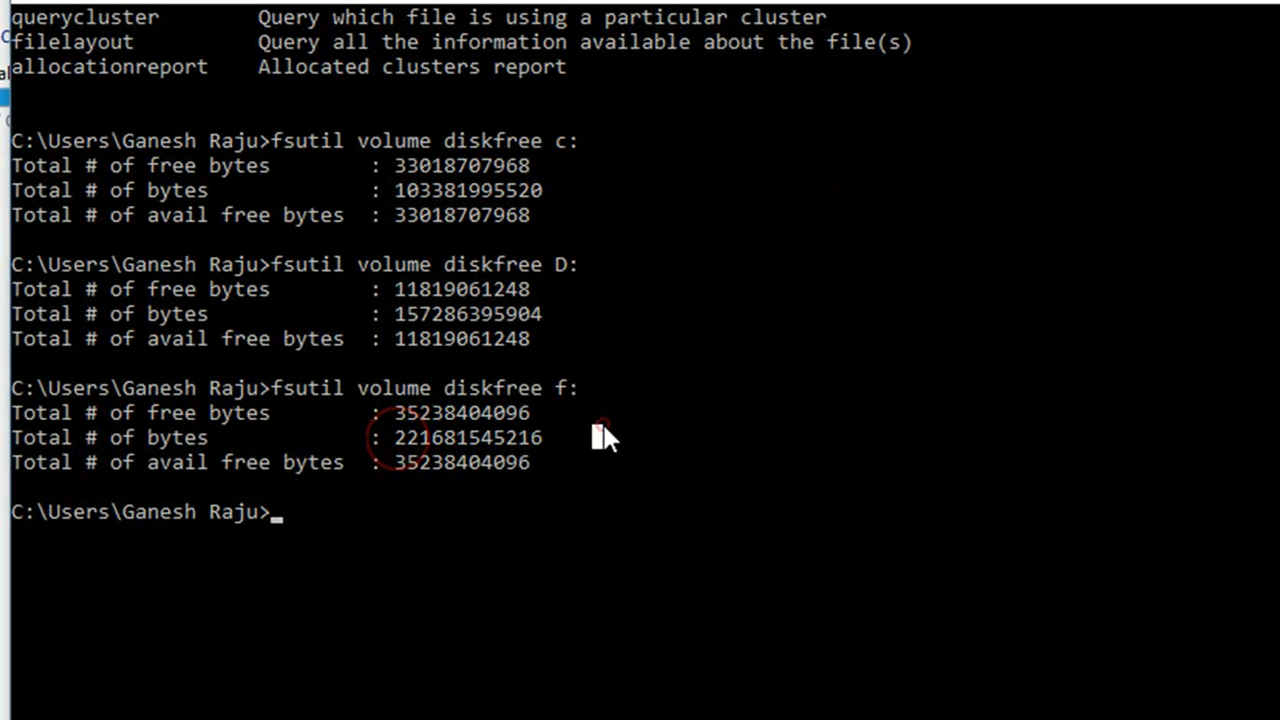 querycluster Query which file is using a particular cluster
filelayout Query all the information available about the file(s)
allocationreport Allocated clusters report
C:\Users\Ganesh Raju>fsutil volume diskfree c:
Total # of free bytes : 33018707968
Total # of bytes : 103381995520
Total # of avail free bytes : 33018707968
C:\Users\Ganesh Raju>fsutil volume diskfree D:
Total # of free bytes : 11819061248
Total # of bytes : 157286395904
Total # of avail free bytes : 11819061248
C:\Users\Ganesh Raju>fsutil volume diskfree f:
Total # of free bytes : 35238404096
Total # of bytes : 221681545216
Total # of avail free bytes : 35238404096
C:\Users\Ganesh Raju>